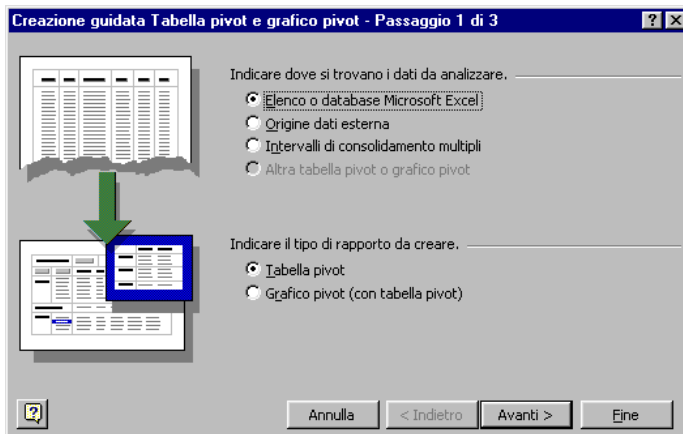 Creazione guidata Tabella pivot e grafico pivot - Passaggio 1 di 3
Indicare dove si trovano i dati da analizzare.
Elenco o database Microsoft Excel
Origine dati esterna
Intervalli di consolidamento multipli
Altra tabella pivot o grafico pivot
Indicare il tipo di rapporto da creare.
Tabella pivot
Grafico pivot (con tabella pivot)
Annulla
< Indietro
Avanti >
Fine